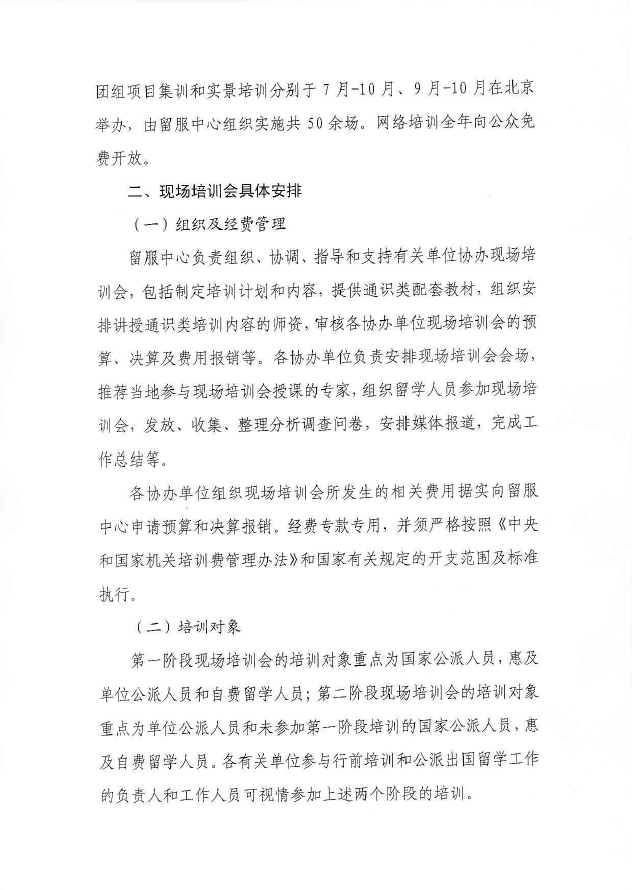 团组项目集训和实景培训分别于 7 月-10 月、9 月-10 月在北京
举办，由留服中心组织实施共 50 余场。网络培训全年向公众免
费开放。
二、现场培训会具体安排
（一）组织及经费管理
留服中心负责组织、协调、指导和支持有关单位协办现场培
训会，包括制定培训计划和内容，提供通识类配套教材，组织安
排讲授通识类培训内容的师资，审核各协办单位现场培训会的预
算、决算及费用报销等。各协办单位负责安排现场培训会会场，
推荐当地参与现场培训会授课的专家，组织留学人员参加现场培
训会，发放、收集、整理分析调查问卷，安排媒体报道，完成工
作总结等。
各协办单位组织现场培训会所发生的相关费用据实向留服
中心申请预算和决算报销。经费专款专用，并须严格按照《中央
和国家机关培训费管理办法》和国家有关规定的开支范围及标准
执行。
（二）培训对象
第一阶段现场培训会的培训对象重点为国家公派人员，惠及
单位公派人员和自费留学人员；第二阶段现场培训会的培训对象
重点为单位公派人员和未参加第一阶段培训的国家公派人员，惠
及自费留学人员。各有关单位参与行前培训和公派出国留学工作
的负责人和工作人员可视情参加上述两个阶段的培训。